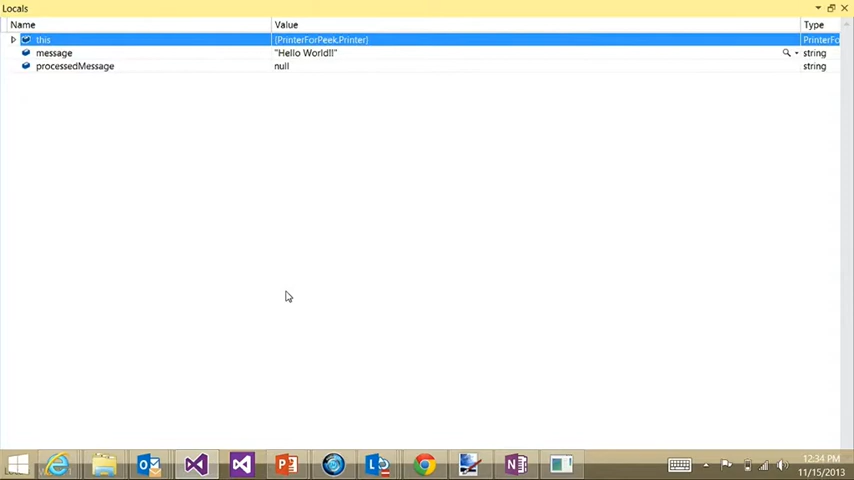 Locals
Name Value Type
this {PrinterForPeek.Printer} PrinterFo
message "Hello World!!" string
processedMessage null string
12:34 PM
11/15/2013